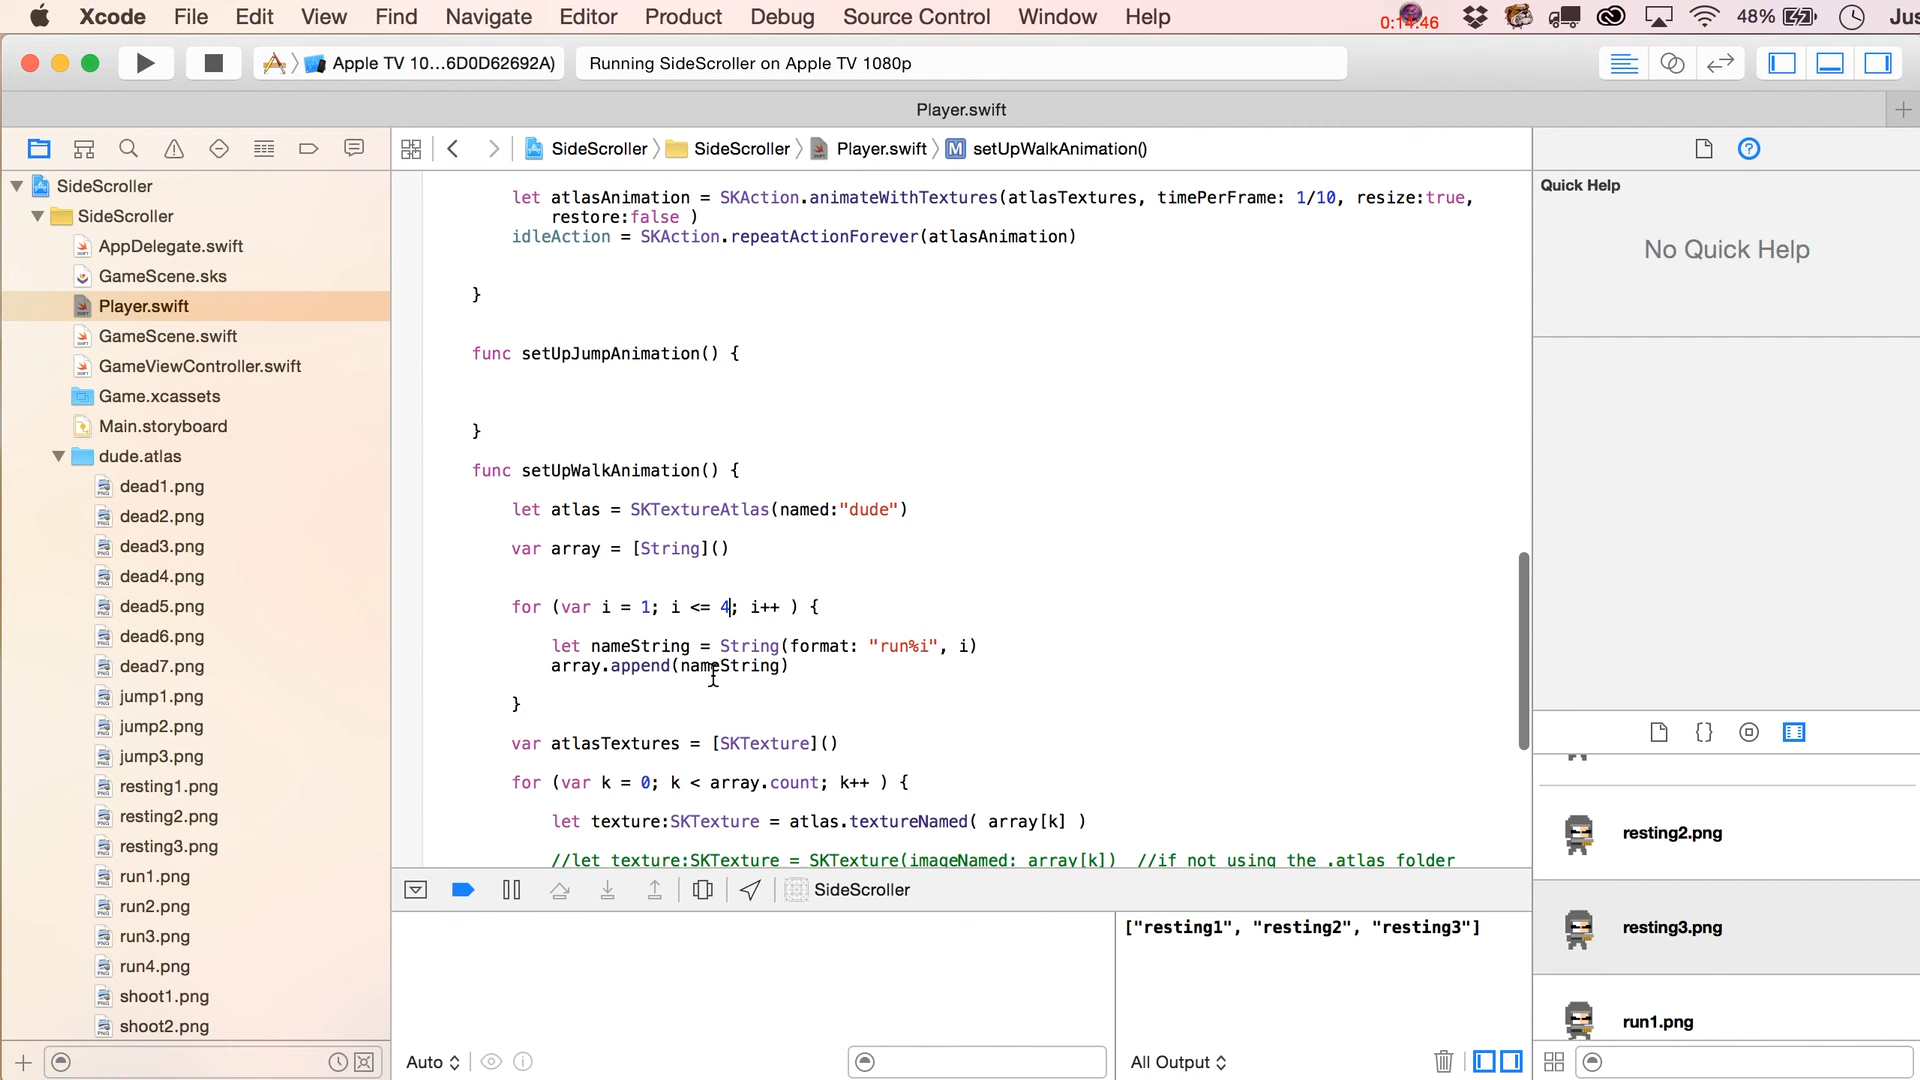 Xcode File Edit View Find Navigate Editor Product Debug Source Control Window Help 0:14:46 48% Jus
Apple TV 10...6D0D62692A) Running SideScroller on Apple TV 1080p
Player.swift
SideScroller SideScroller Player.swift M setUpWalkAnimation()
SideScroller
SideScroller
AppDelegate.swift
GameScene.sks
Player.swift
GameScene.swift
GameViewController.swift
Game.xcassets
Main.storyboard
dude.atlas
dead1.png
dead2.png
dead3.png
dead4.png
dead5.png
dead6.png
dead7.png
jump1.png
jump2.png
jump3.png
resting1.png
resting2.png
resting3.png
run1.png
run2.png
run3.png
run4.png
shoot1.png
shoot2.png
let atlasAnimation = SKAction.animateWithTextures(atlasTextures, timePerFrame: 1/10, resize:true,
restore:false )
idleAction = SKAction.repeatActionForever(atlasAnimation)
}
func setUpJumpAnimation() {
}
func setUpWalkAnimation() {
let atlas = SKTextureAtlas(named:"dude")
var array = [String]()
for (var i = 1; i <= 4; i++ ) {
let nameString = String(format: "run%i", i)
array.append(nameString)
}
var atlasTextures = [SKTexture]()
for (var k = 0; k < array.count; k++ ) {
let texture:SKTexture = atlas.textureNamed( array[k] )
//let texture:SKTexture = SKTexture(imageNamed: array[k]) //if not using the .atlas folder
SideScroller
["resting1", "resting2", "resting3"]
Auto
All Output
Quick Help
No Quick Help
resting2.png
resting3.png
run1.png